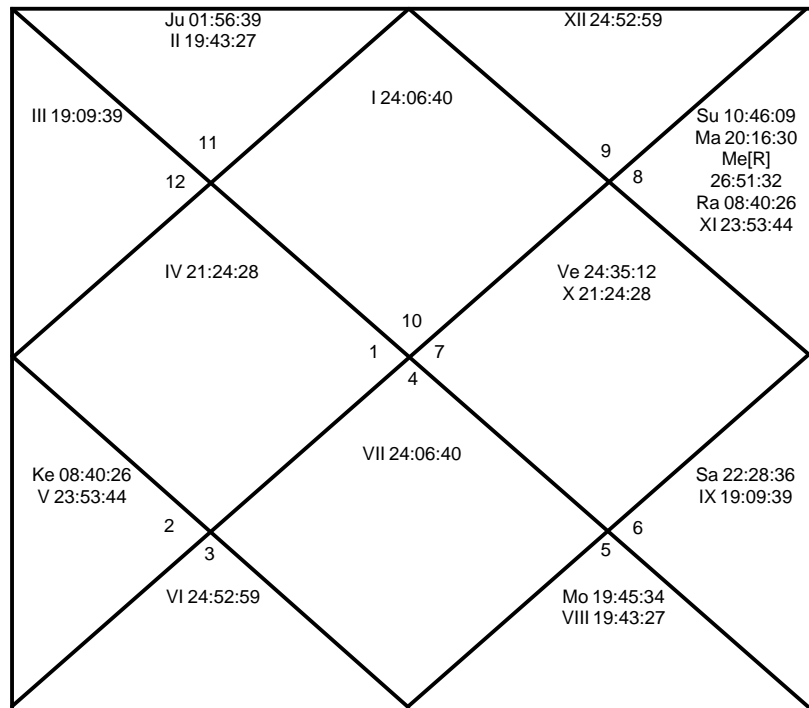 Ju 01:56:39
II 19:43:27
XII 24:52:59
I 24:06:40
III 19:09:39
Su 10:46:09
Ma 20:16:30
Me[R]
26:51:32
Ra 08:40:26
XI 23:53:44
11
9
12
8
IV 21:24:28
Ve 24:35:12
X 21:24:28
10
1
7
4
VII 24:06:40
Ke 08:40:26
V 23:53:44
Sa 22:28:36
IX 19:09:39
2
6
3
5
VI 24:52:59
Mo 19:45:34
VIII 19:43:27